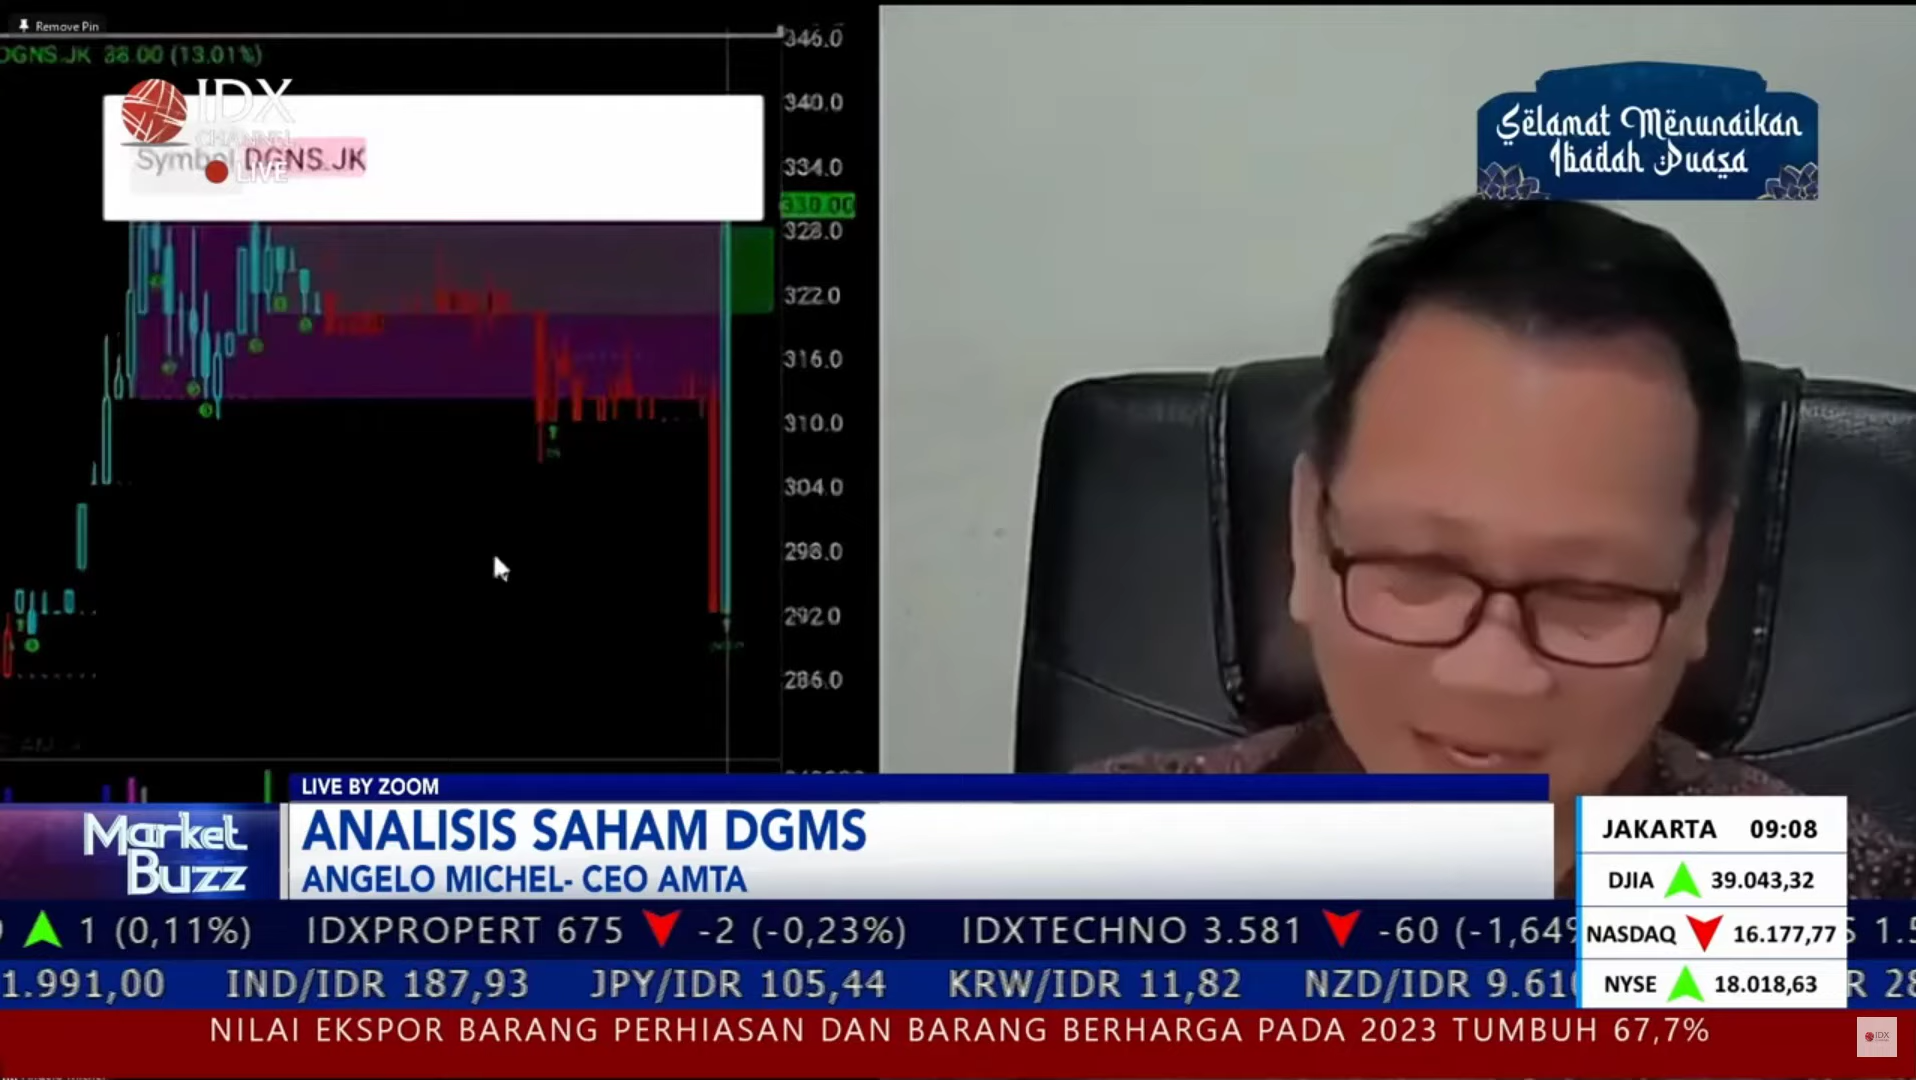 Remove Pin
DGNS.JK 38.00 (13.01%)
IDX
CHANNEL
LIVE
Symbol DGNS.JK
346.0
340.0
334.0
330.00
328.0
322.0
316.0
310.0
304.0
298.0
292.0
286.0
Selamat Menunaikan
Ibadah Puasa
LIVE BY ZOOM
Market
Buzz
ANALISIS SAHAM DGMS
ANGELO MICHEL- CEO AMTA
JAKARTA 09:08
DJIA 39.043,32
NASDAQ 16.177,77
NYSE 18.018,63
1 (0,11%) IDXPROPERT 675 -2 (-0,23%) IDXTECHNO 3.581 -60 (-1,64%
1.991,00 IND/IDR 187,93 JPY/IDR 105,44 KRW/IDR 11,82 NZD/IDR 9.610
NILAI EKSPOR BARANG PERHIASAN DAN BARANG BERHARGA PADA 2023 TUMBUH 67,7%
IDX